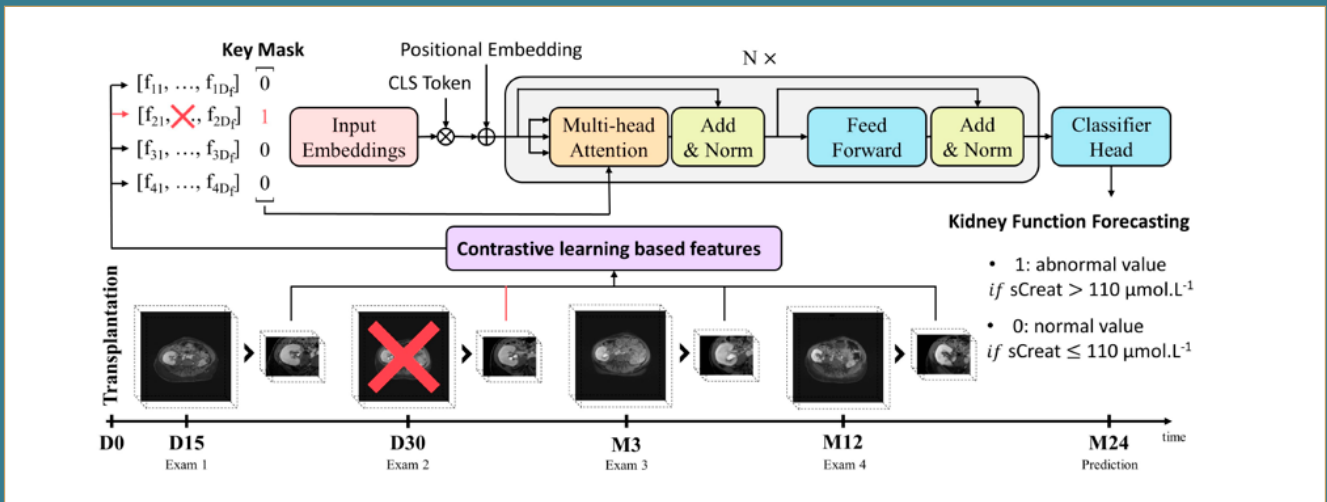 Key Mask
Positional Embedding
N ×
CLS Token
[f11, …, f1Df] 0
[f21, …, f2Df] 1
[f31, …, f3Df] 0
[f41, …, f4Df] 0
Input
Embeddings
Multi-head
Attention
Add
& Norm
Feed
Forward
Add
& Norm
Classifier
Head
Contrastive learning based features
Kidney Function Forecasting
• 1: abnormal value
if sCreat > 110 μmol.L-1
• 0: normal value
if sCreat ≤ 110 μmol.L-1
Transplantation
D0
D15
D30
M3
M12
M24
time
Exam 1
Exam 2
Exam 3
Exam 4
Prediction